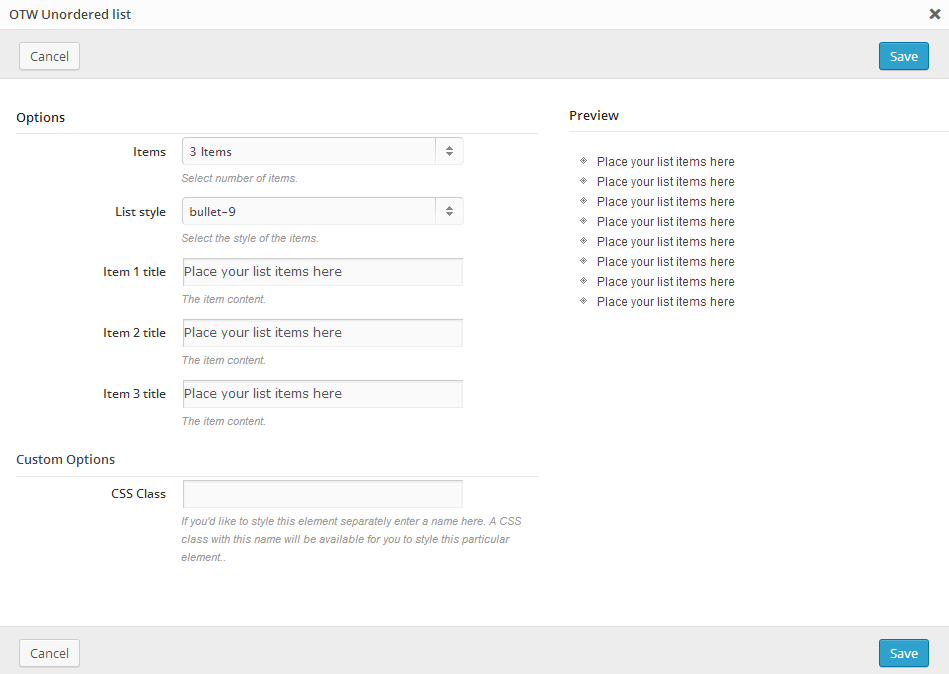 OTW Unordered list
Cancel
Save
Options
Items
3 Items
Select number of items.
List style
bullet-9
Select the style of the items.
Item 1 title
Place your list items here
The item content.
Item 2 title
Place your list items here
The item content.
Item 3 title
Place your list items here
The item content.
Custom Options
CSS Class
If you'd like to style this element separately enter a name here. A CSS
class with this name will be available for you to style this particular
element..
Preview
Place your list items here
Place your list items here
Place your list items here
Place your list items here
Place your list items here
Place your list items here
Place your list items here
Place your list items here
Cancel
Save